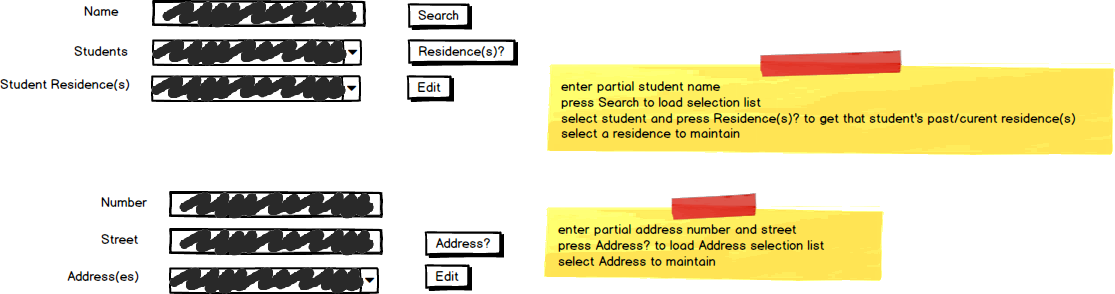 Name
Search
Students
Residence(s)?
Student Residence(s)
Edit
enter partial student name
press Search to load selection list
select student and press Residence(s)? to get that student's past/curent residence(s)
select a residence to maintain
Number
Street
Address?
Address(es)
Edit
enter partial address number and street
press Address? to load Address selection list
select Address to maintain